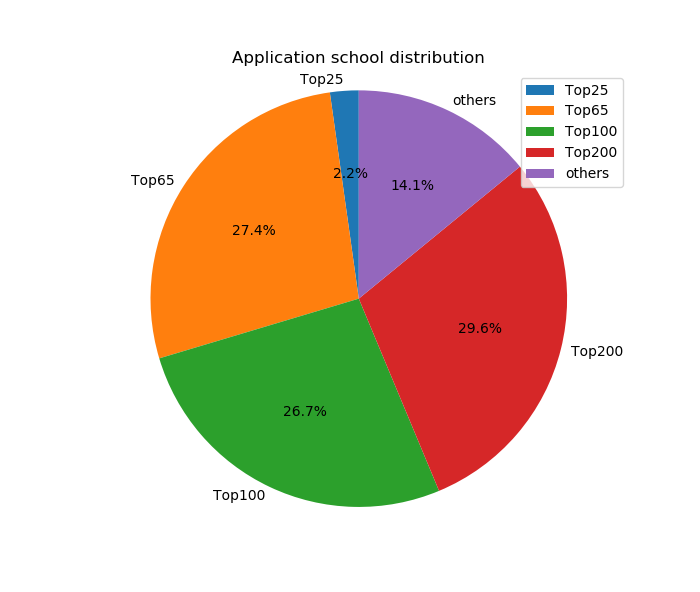 Application school distribution
Top25
others
Top25
Top65
Top100
Top200
others
Top65
2.2%
14.1%
27.4%
29.6%
Top200
26.7%
Top100